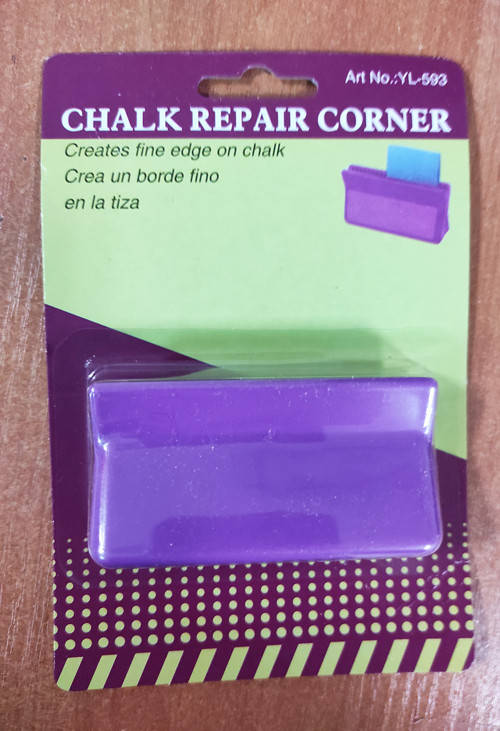 Art No.:YL-593
CHALK REPAIR CORNER
Creates fine edge on chalk
Crea un borde fino
en la tiza